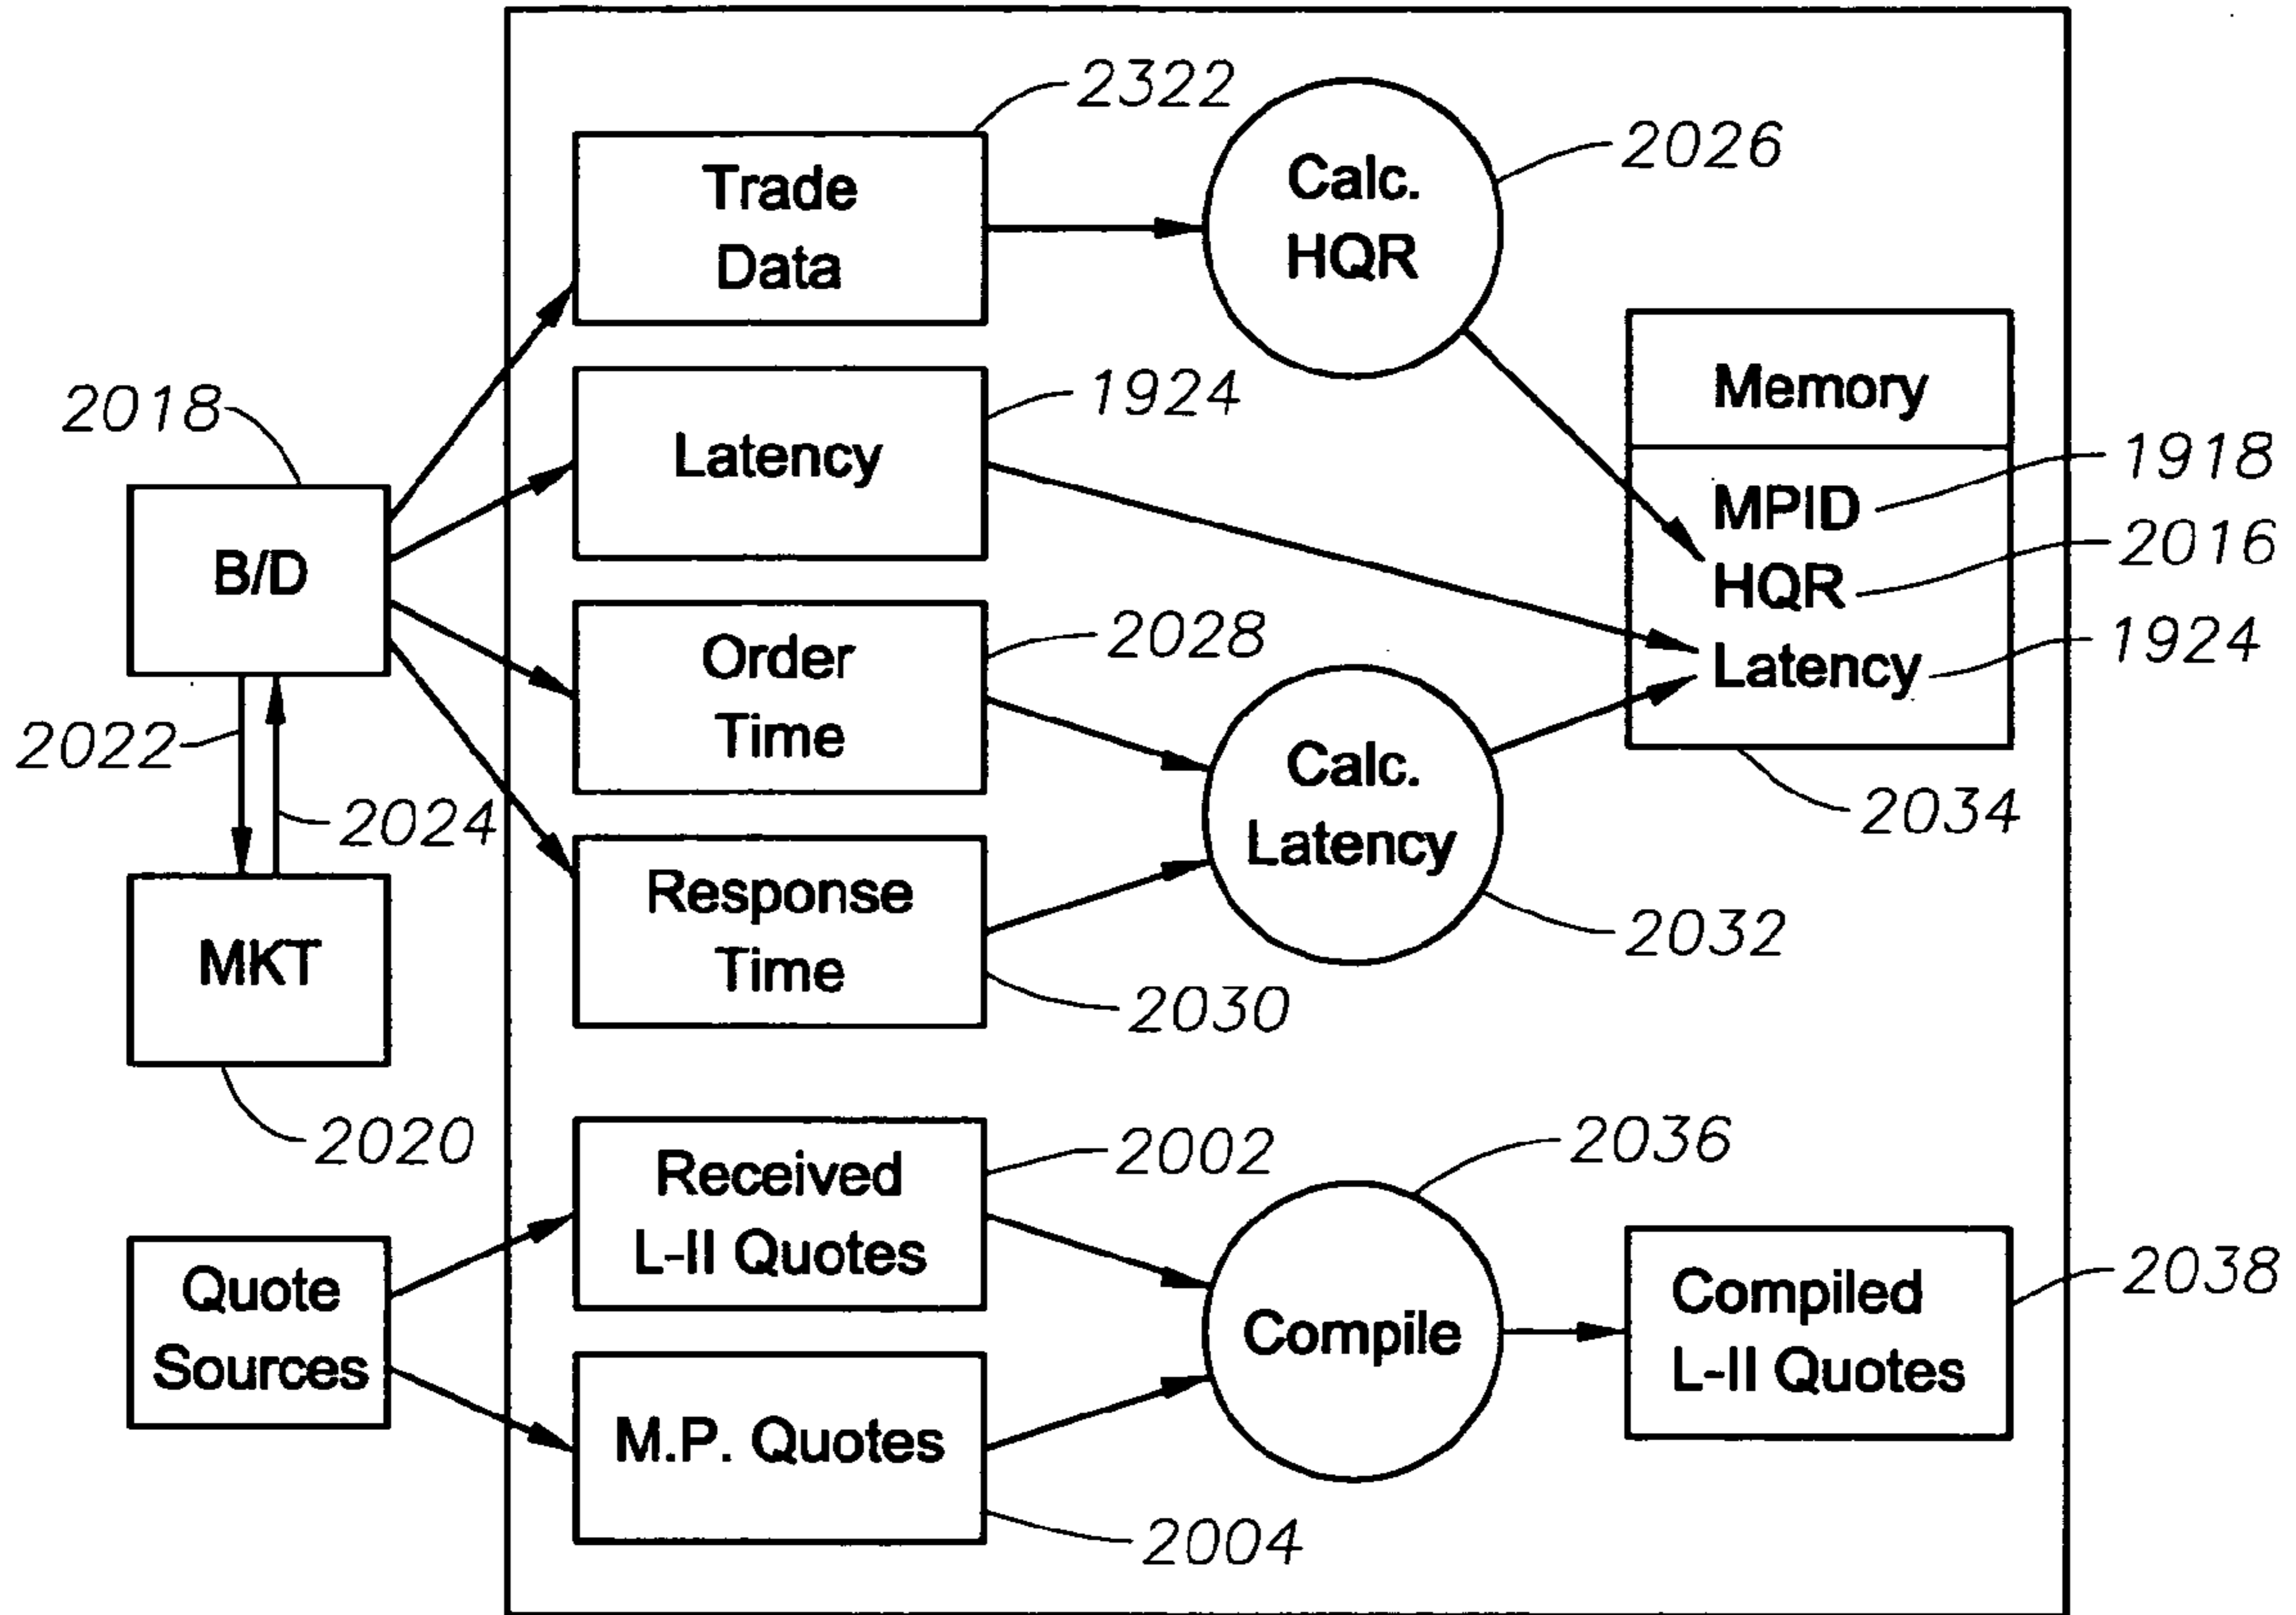 2322
Trade
Data
Calc.
HQR
2026
2018
Latency
1924
Memory
MPID
1918
HQR
2016
Latency
1924
B/D
Order
Time
2028
2022
2024
Calc.
Latency
2034
MKT
Response
Time
2032
2030
2020
Received
L-II Quotes
2002
2036
Quote
Sources
Compile
Compiled
L-II Quotes
2038
M.P. Quotes
2004